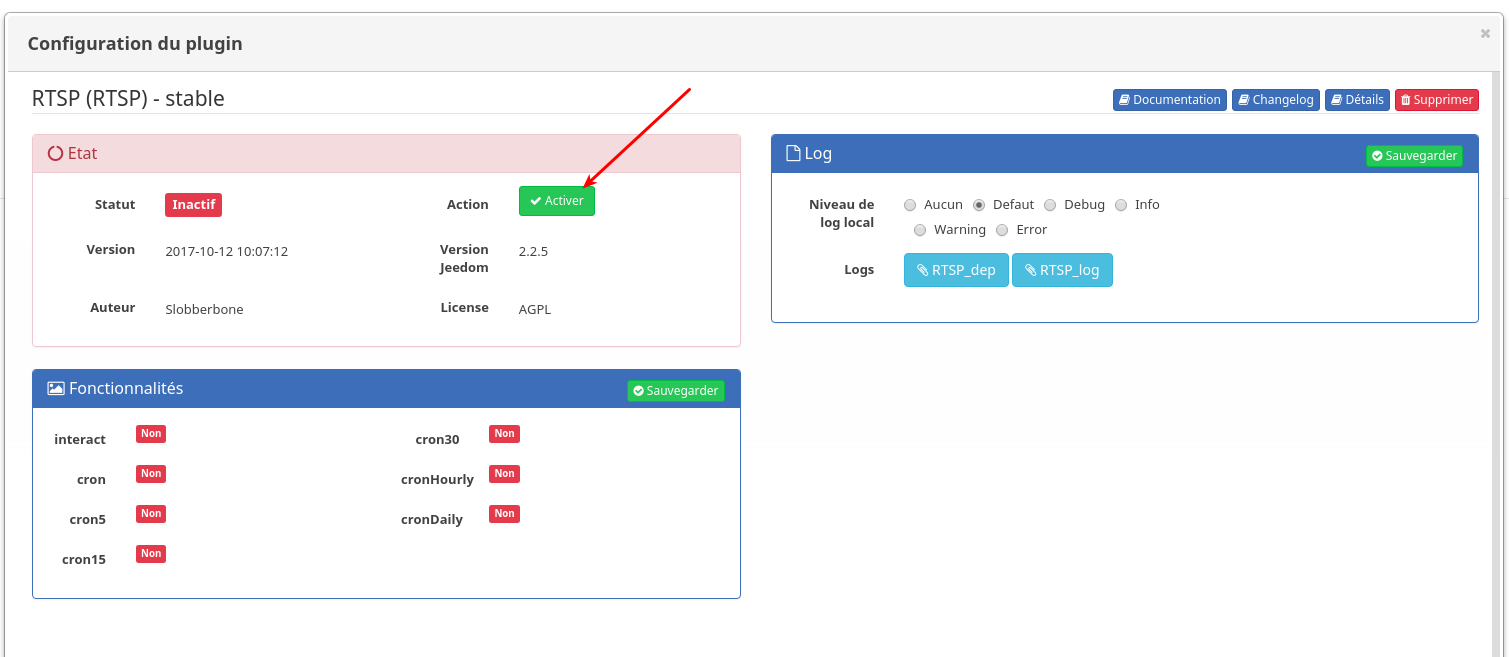 Configuration du plugin
RTSP (RTSP) - stable
Documentation Changelog Détails Supprimer
Etat
Statut Inactif Action Activer
Version 2017-10-12 10:07:12 Version Jeedom 2.2.5
Auteur Slobberbone License AGPL
Log Sauvegarder
Niveau de log local Aucun Defaut Debug Info
Warning Error
Logs RTSP_dep RTSP_log
Fonctionnalités Sauvegarder
interact Non cron30 Non
cron Non cronHourly Non
cron5 Non cronDaily Non
cron15 Non